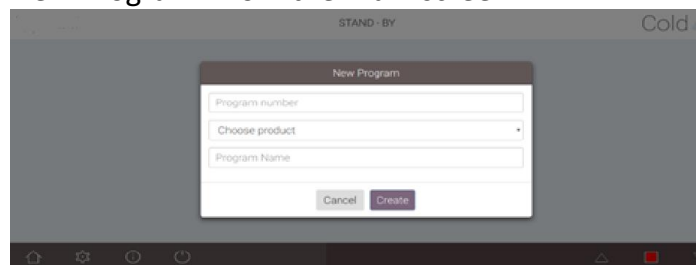 STAND - BY
Cold
New Program
Program number
Choose product
Program Name
Cancel Create